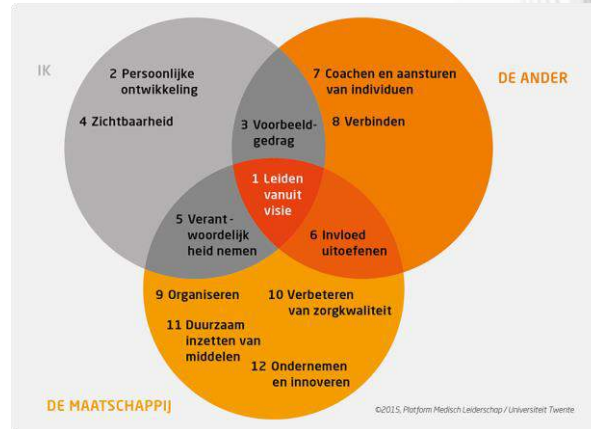 IK
2 Persoonlijke
ontwikkeling
4 Zichtbaarheid
3 Voorbeeld-
gedrag
7 Coachen en aansturen
van individuen
8 Verbinden
DE ANDER
1 Leiden
vanuit
visie
5 Verant-
woordelijk
heid nemen
6 Invloed
uitoefenen
9 Organiseren
10 Verbeteren
van zorgkwaliteit
11 Duurzaam
inzetten van
middelen
12 Ondernemen
en innoveren
DE MAATSCHAPPIJ
©2015, Platform Medisch Leiderschap / Universiteit Twente